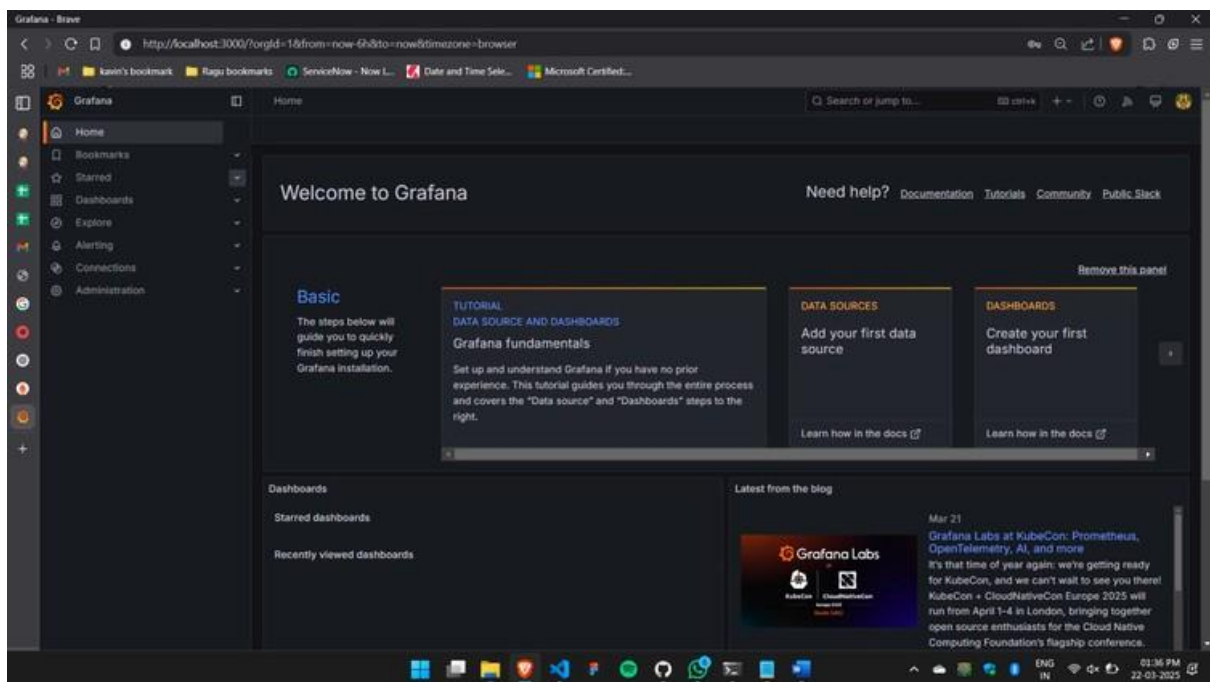 Grafana - Brave
http://localhost:3000/?orgId=1&from=now-6h&to=now&timezone=browser
kavin's bookmark
Ragu bookmarks
ServiceNow - Now L...
Date and Time Sele...
Microsoft Certified:...
Grafana
Home
Search or jump to...
ctrl+k
Home
Bookmarks
Starred
Dashboards
Explore
Alerting
Connections
Administration
Welcome to Grafana
Need help?
Documentation
Tutorials
Community
Public Slack
Remove this panel
Basic
The steps below will
guide you to quickly
finish setting up your
Grafana installation.
TUTORIAL
DATA SOURCE AND DASHBOARDS
Grafana fundamentals
Set up and understand Grafana if you have no prior
experience. This tutorial guides you through the entire process
and covers the "Data source" and "Dashboards" steps to the
right.
DATA SOURCES
Add your first data
source
Learn how in the docs
DASHBOARDS
Create your first
dashboard
Learn how in the docs
Dashboards
Starred dashboards
Recently viewed dashboards
Latest from the blog
Grafana Labs
KubeCon
CloudNativeCon
Mar 21
Grafana Labs at KubeCon: Prometheus,
OpenTelemetry, AI, and more
It's that time of year again: we're getting ready
for KubeCon, and we can't wait to see you there!
KubeCon + CloudNativeCon Europe 2025 will
run from April 1-4 in London, bringing together
open source enthusiasts for the Cloud Native
Computing Foundation's flagship conference.
ENG
IN
01:36 PM
22-03-2025